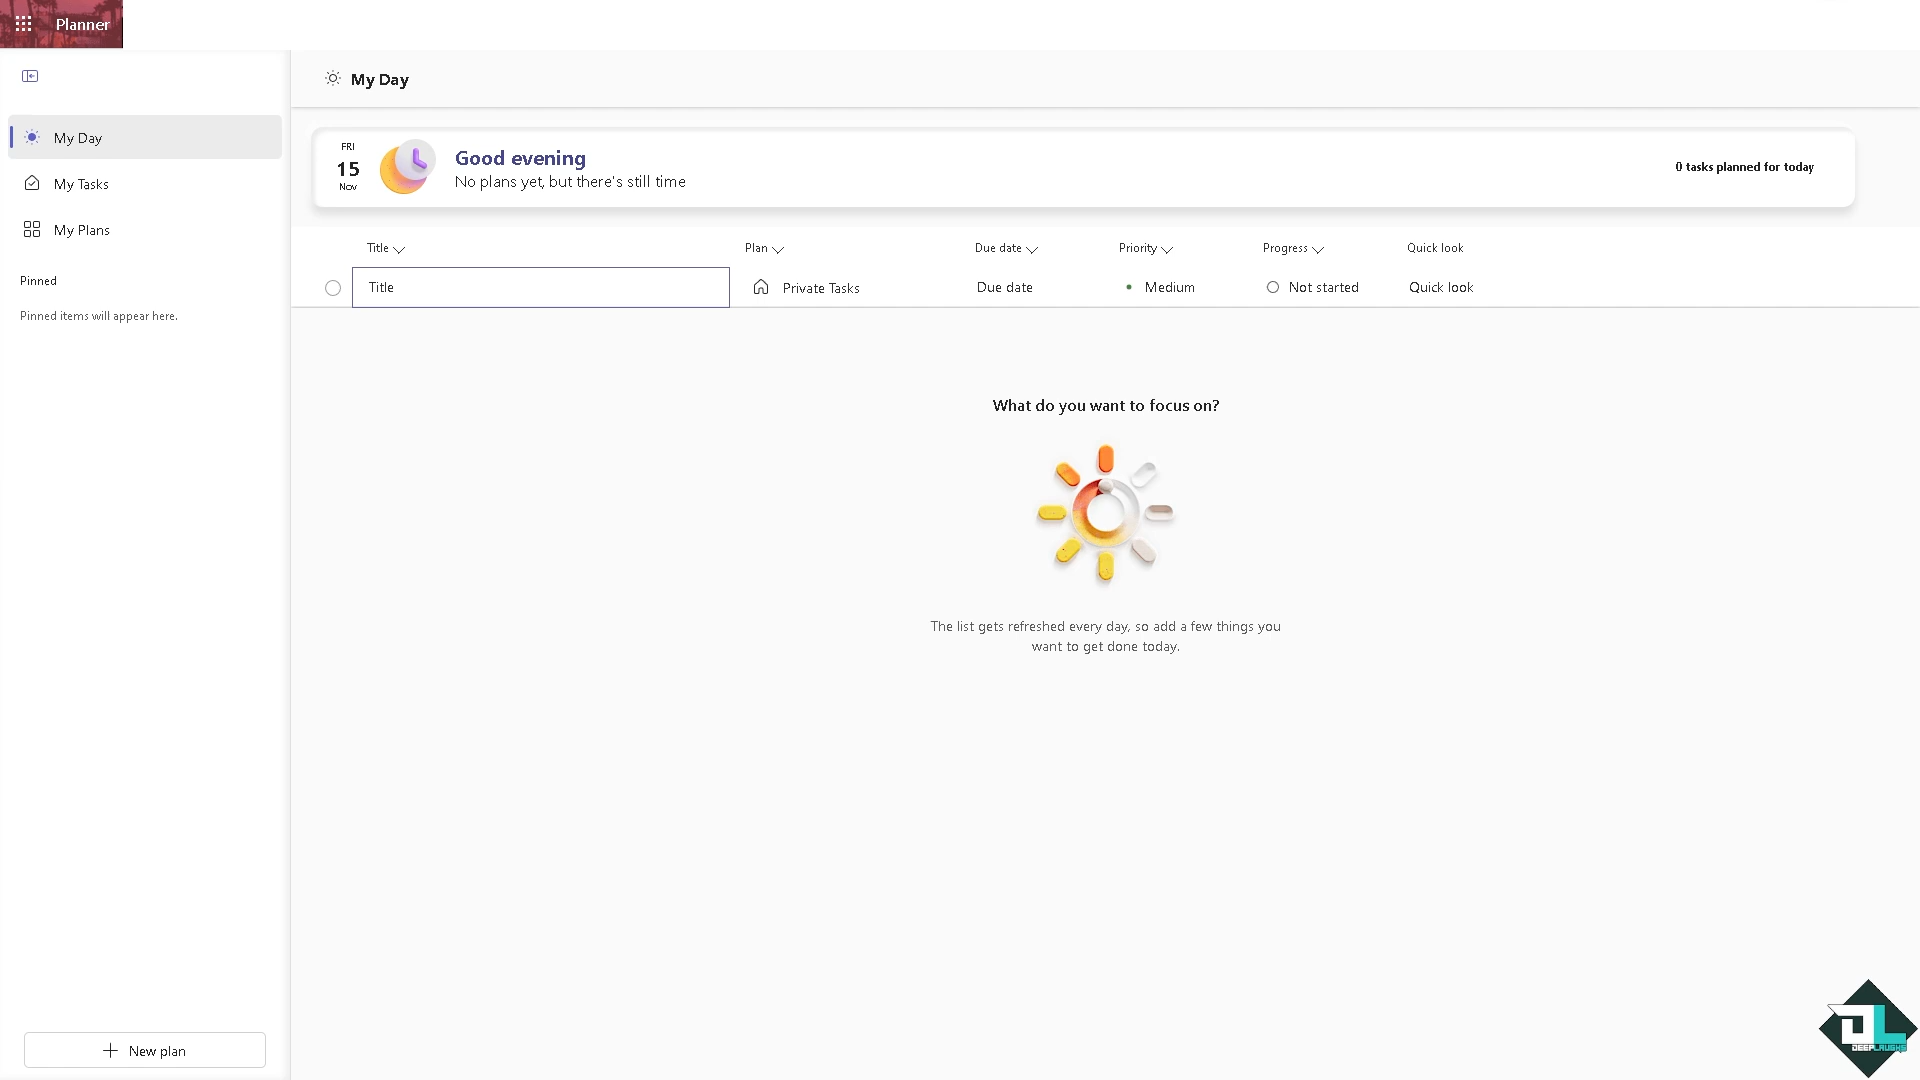 Planner
My Day
My Day
FRI
15
Nov
Good evening
No plans yet, but there's still time
0 tasks planned for today
My Tasks
My Plans
Pinned
Pinned items will appear here.
Title Plan Due date Priority Progress Quick look
Title Private Tasks Due date Medium Not started Quick look
What do you want to focus on?
The list gets refreshed every day, so add a few things you
want to get done today.
New plan
DL
DEEPLAUGHS